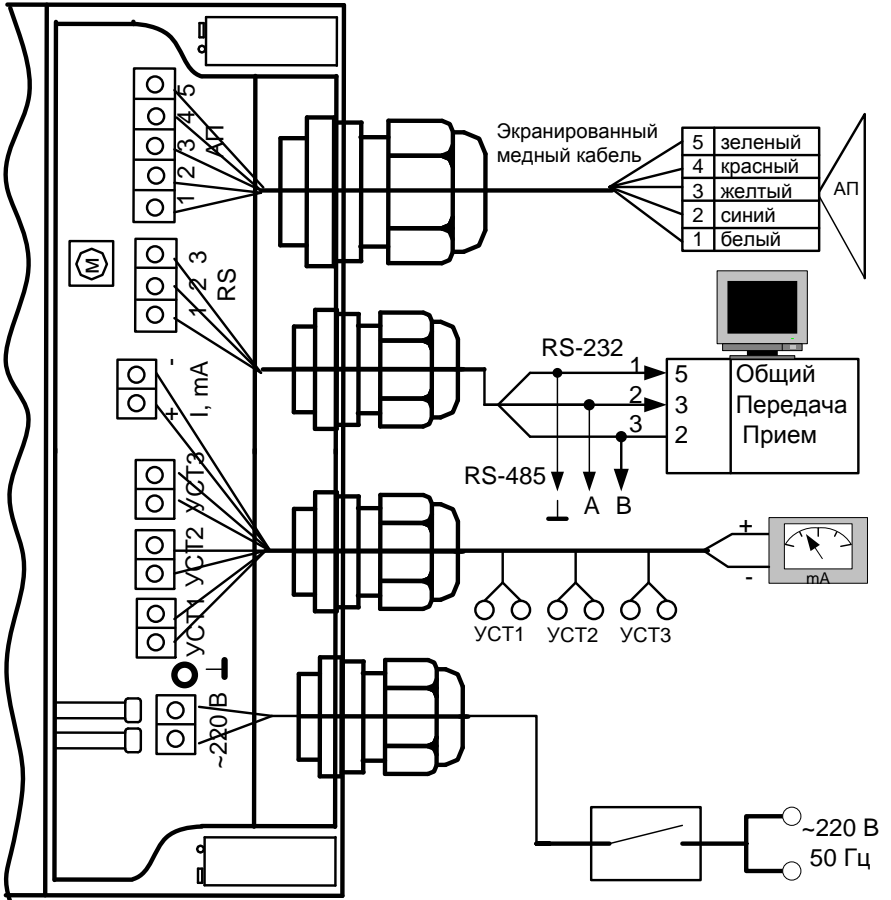 5
4
3
2
1
АП
Экранированный
медный кабель
5 зеленый
4 красный
3 желтый
2 синий
1 белый
АП
М
3
2
1
RS
RS-232
1
2
3
5 Общий
3 Передача
2 Прием
RS-485
A B
-
+
I, mA
УСТ3
УСТ2
УСТ1
+
-
mA
УСТ1 УСТ2 УСТ3
~220 В
~220 В
50 Гц